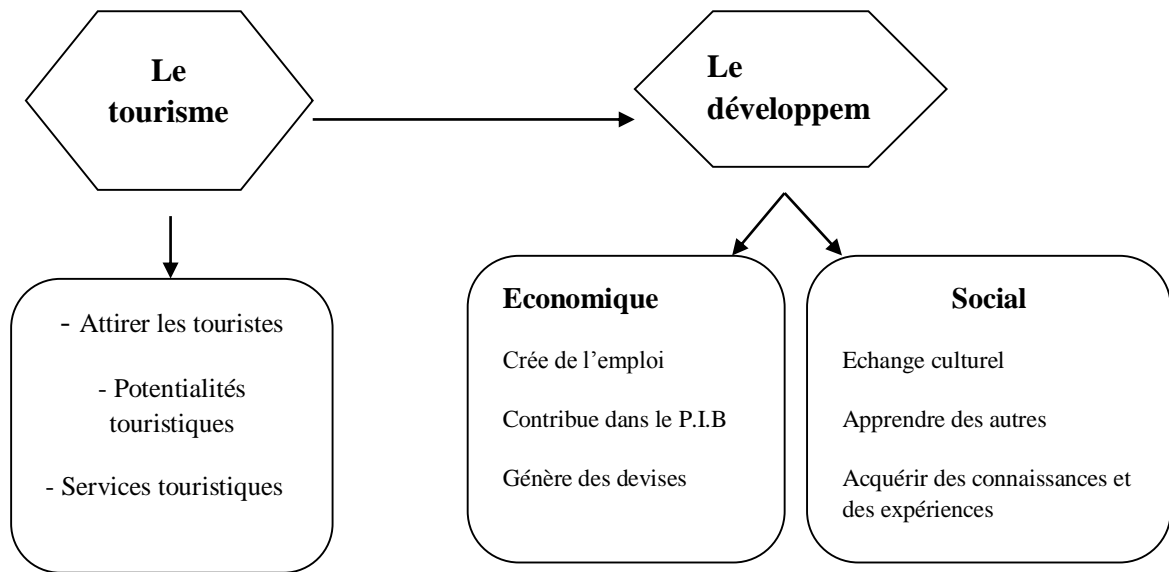 Le
tourisme
Le
développem
- Attirer les touristes
- Potentialités
touristiques
- Services touristiques
Economique
Crée de l’emploi
Contribue dans le P.I.B
Génère des devises
Social
Echange culturel
Apprendre des autres
Acquérir des connaissances et
des expériences